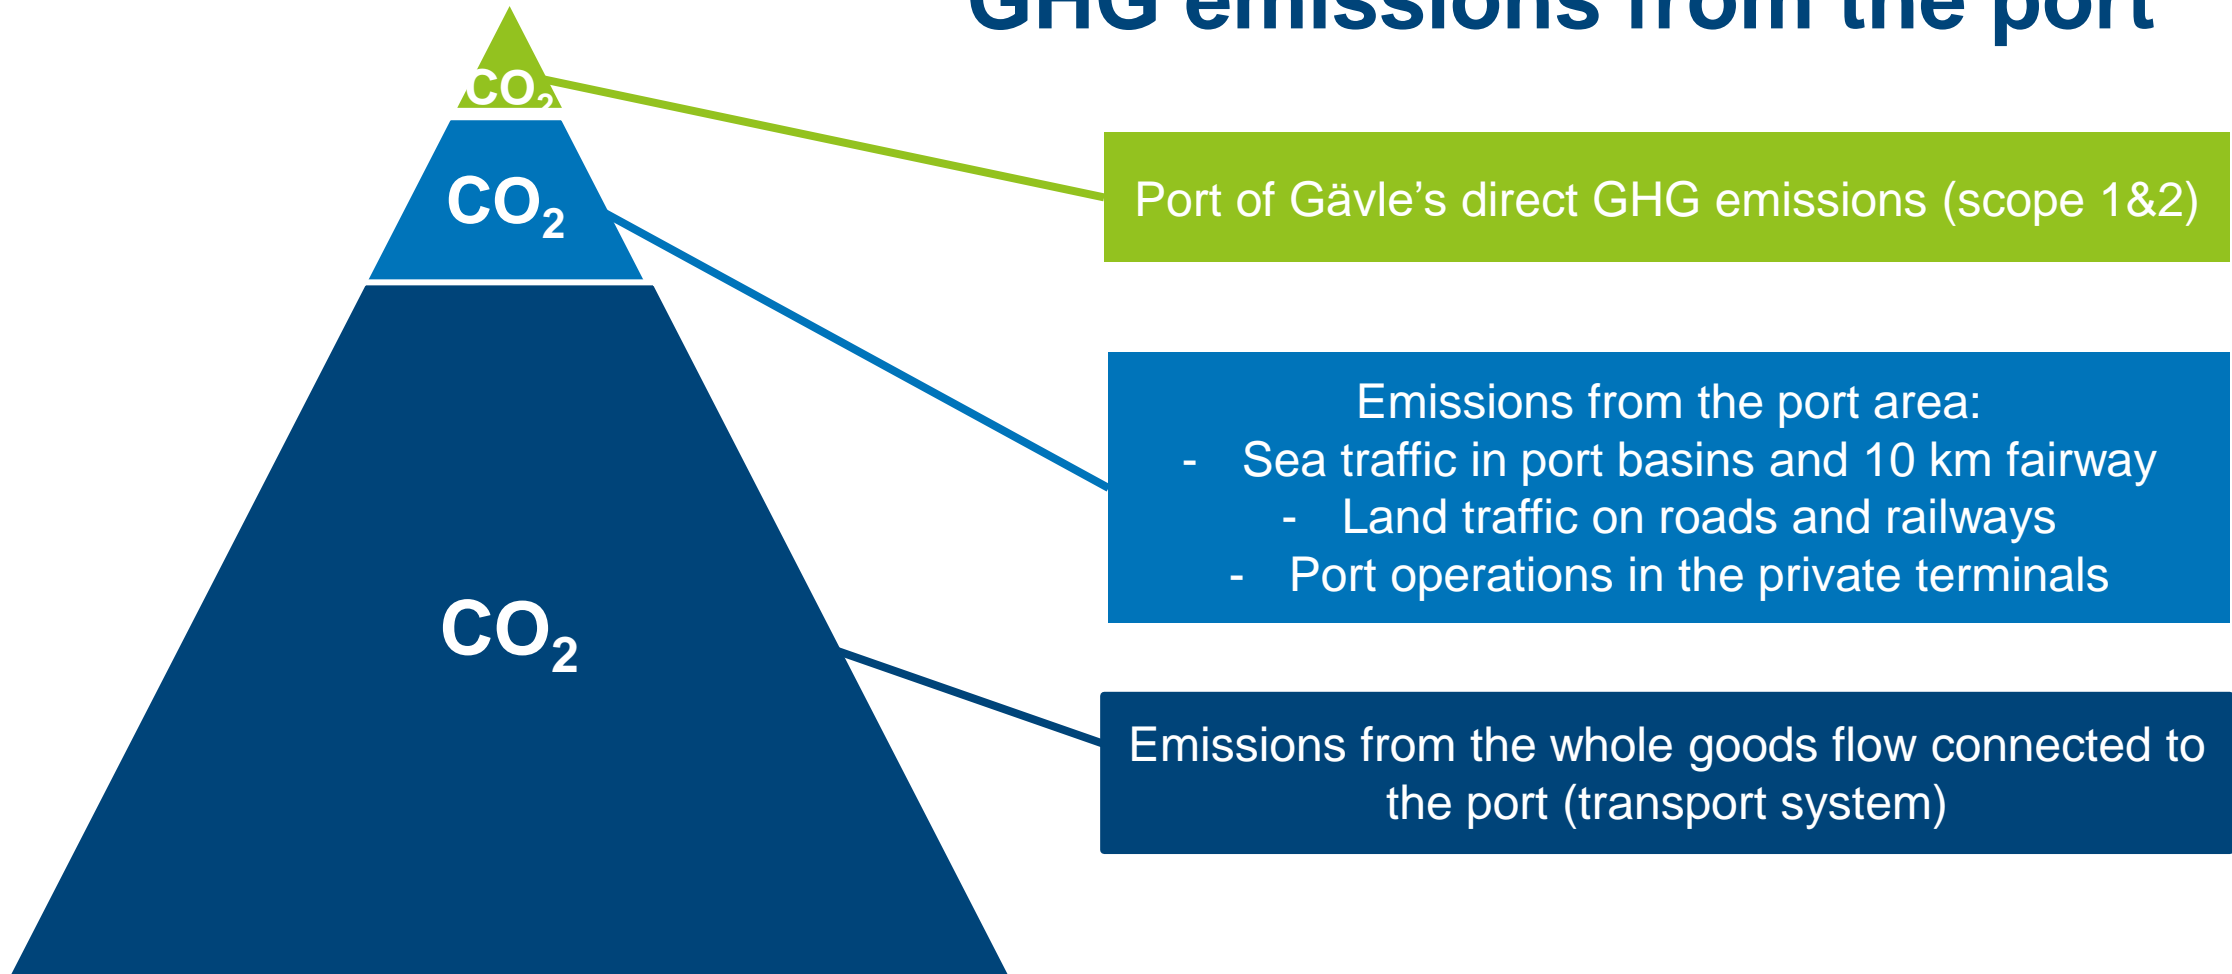 GHG emissions from the port
CO₂
CO₂
CO₂
Port of Gävle’s direct GHG emissions (scope 1&2)
Emissions from the port area:
- Sea traffic in port basins and 10 km fairway
- Land traffic on roads and railways
- Port operations in the private terminals
Emissions from the whole goods flow connected to
the port (transport system)